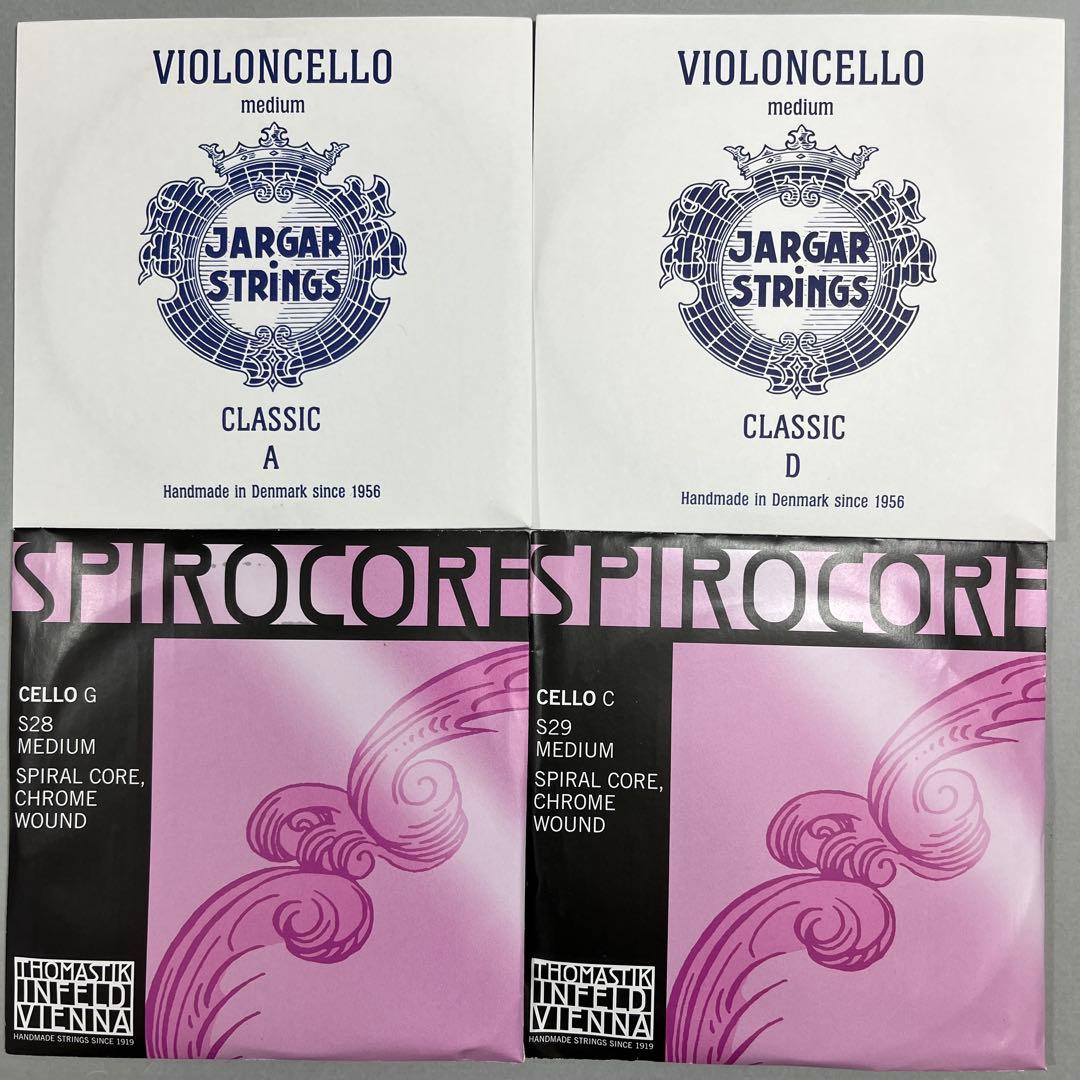 VIOLONCELLO
medium
JARGAR
STRiNGS
CLASSIC
A
Handmade in Denmark since 1956
VIOLONCELLO
medium
JARGAR
STRiNGS
CLASSIC
D
Handmade in Denmark since 1956
SPIROCORE
CELLO G
S28
MEDIUM
SPIRAL CORE,
CHROME
WOUND
THOMASTIK
INFELD
VIENNA
HANDMADE STRINGS SINCE 1919
SPIROCORE
CELLO C
S29
MEDIUM
SPIRAL CORE,
CHROME
WOUND
THOMASTIK
INFELD
VIENNA
HANDMADE STRINGS SINCE 1919